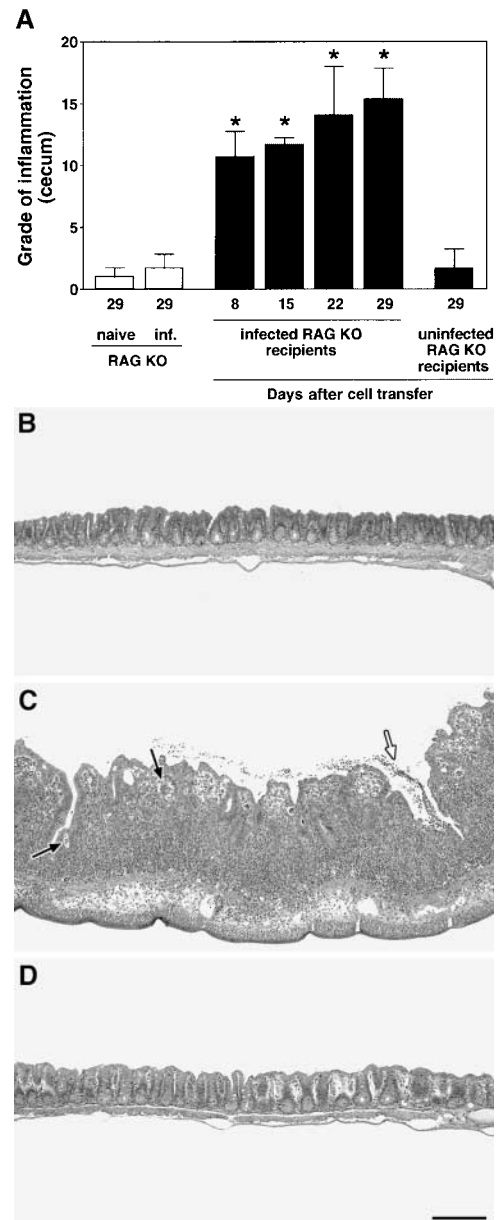 A
Grade of inflammation
(cecum)
20
15
10
5
0
* * * *
29 29 8 15 22 29 29
naive inf. infected RAG KO recipients uninfected RAG KO recipients
RAG KO
Days after cell transfer
B
C
D